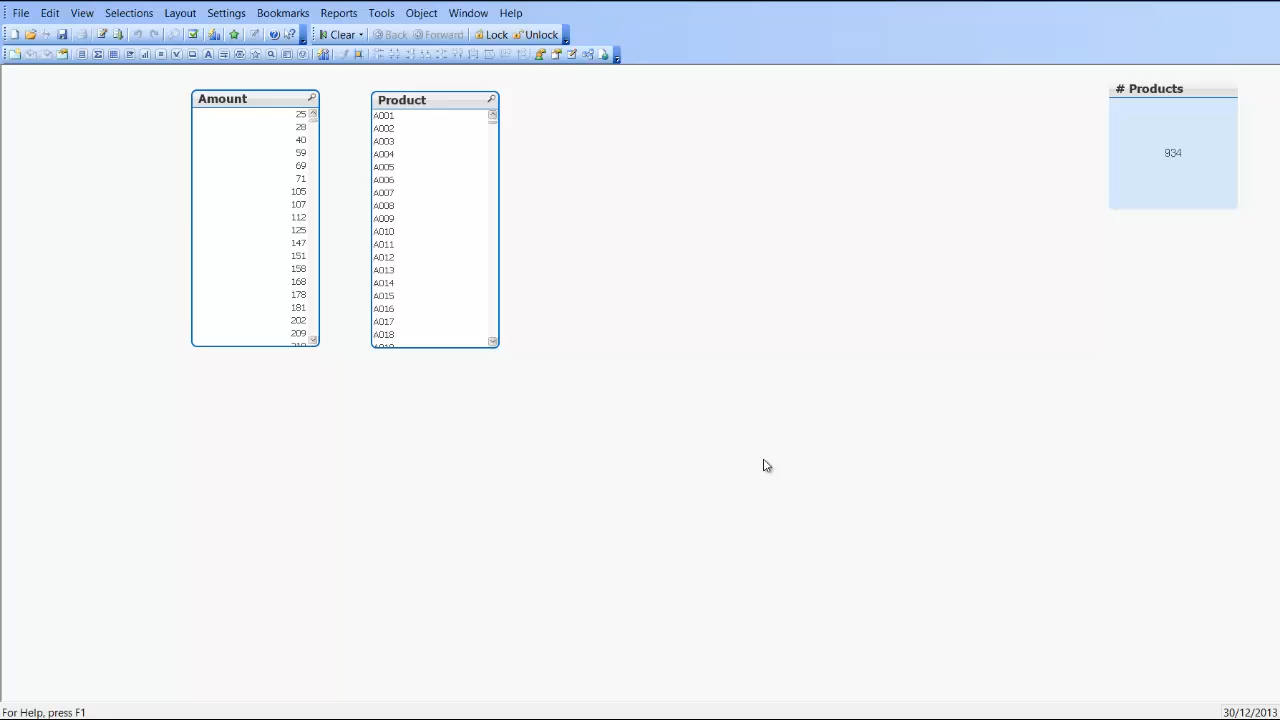 File Edit View Selections Layout Settings Bookmarks Reports Tools Object Window Help
Clear Back Forward Lock Unlock
Amount
25
28
40
59
69
71
105
107
112
125
147
151
158
168
178
181
202
209
Product
A001
A002
A003
A004
A005
A006
A007
A008
A009
A010
A011
A012
A013
A014
A015
A016
A017
A018
# Products
934
For Help, press F1
30/12/2013